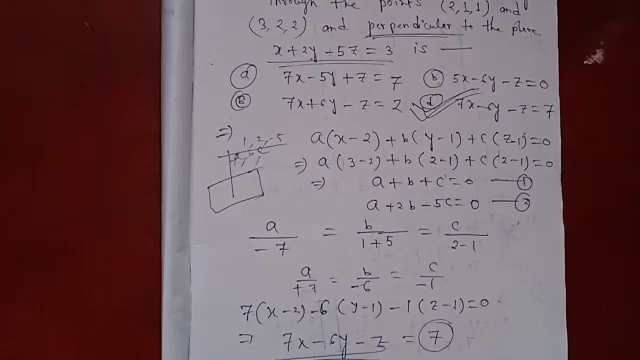 through the points (2,1,1) and
(3,2,2) and perpendicular to the plane
x+2y-5z=3 is —
(a) 7x-5y+z=7 (b) 5x-6y-z=0
7x+6y-z=2 (d) 7x-6y-z=7
⇒ a(x-2)+b(y-1)+c(z-1)=0
1,2,-5
⇒ a(3-2)+b(2-1)+c(2-1)=0
⇒ a+b+c=0 — (1)
a+2b-5c=0 — (2)
a/-7 = b/1+5 = c/2-1
a/+7 = b/-6 = c/-1
7(x-2)-6(y-1)-1(z-1)=0
⇒ 7x-6y-z = 7